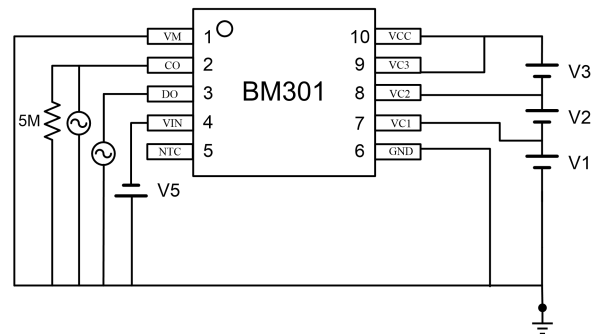 VM 1 10 VCC
CO 2 9 VC3
DO 3 8 VC2
VIN 4 7 VC1
NTC 5 6 GND
BM301
5M
V5
V3
V2
V1